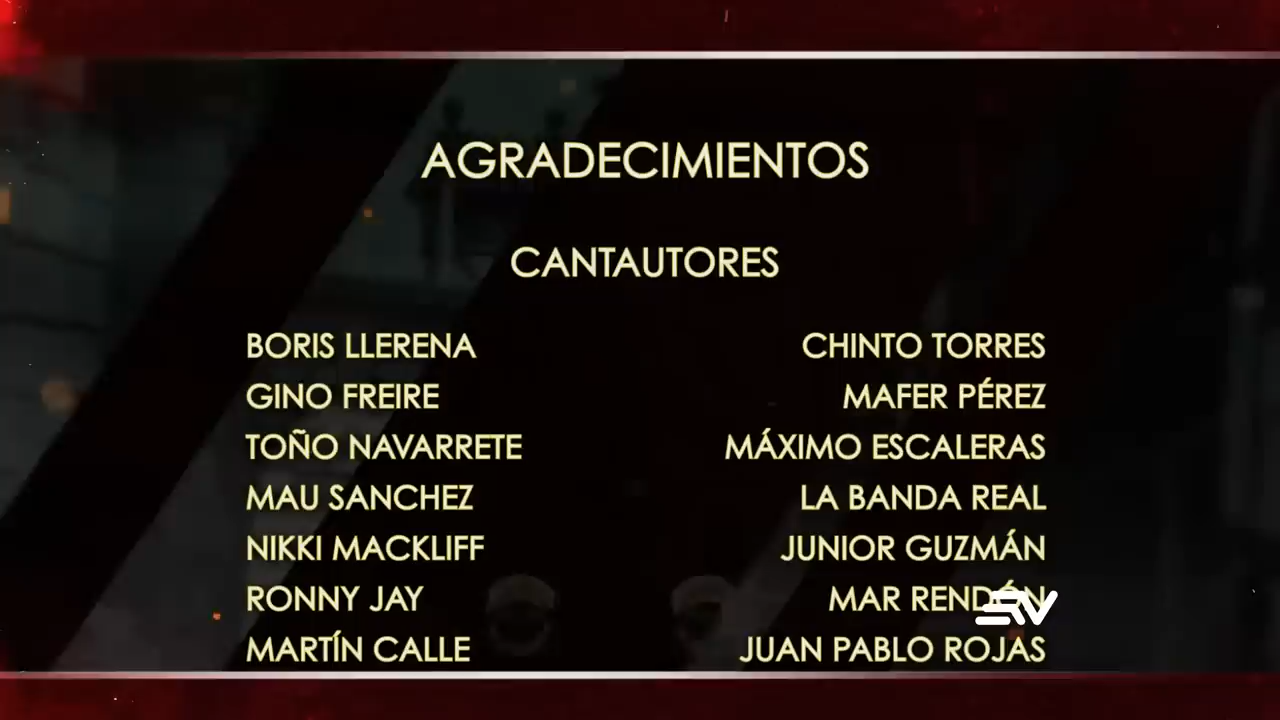 AGRADECIMIENTOS
CANTAUTORES
BORIS LLERENA CHINTO TORRES
GINO FREIRE MAFER PÉREZ
TOÑO NAVARRETE MÁXIMO ESCALERAS
MAU SANCHEZ LA BANDA REAL
NIKKI MACKLIFF JUNIOR GUZMÁN
RONNY JAY MAR RENDÓN
MARTÍN CALLE JUAN PABLO ROJAS